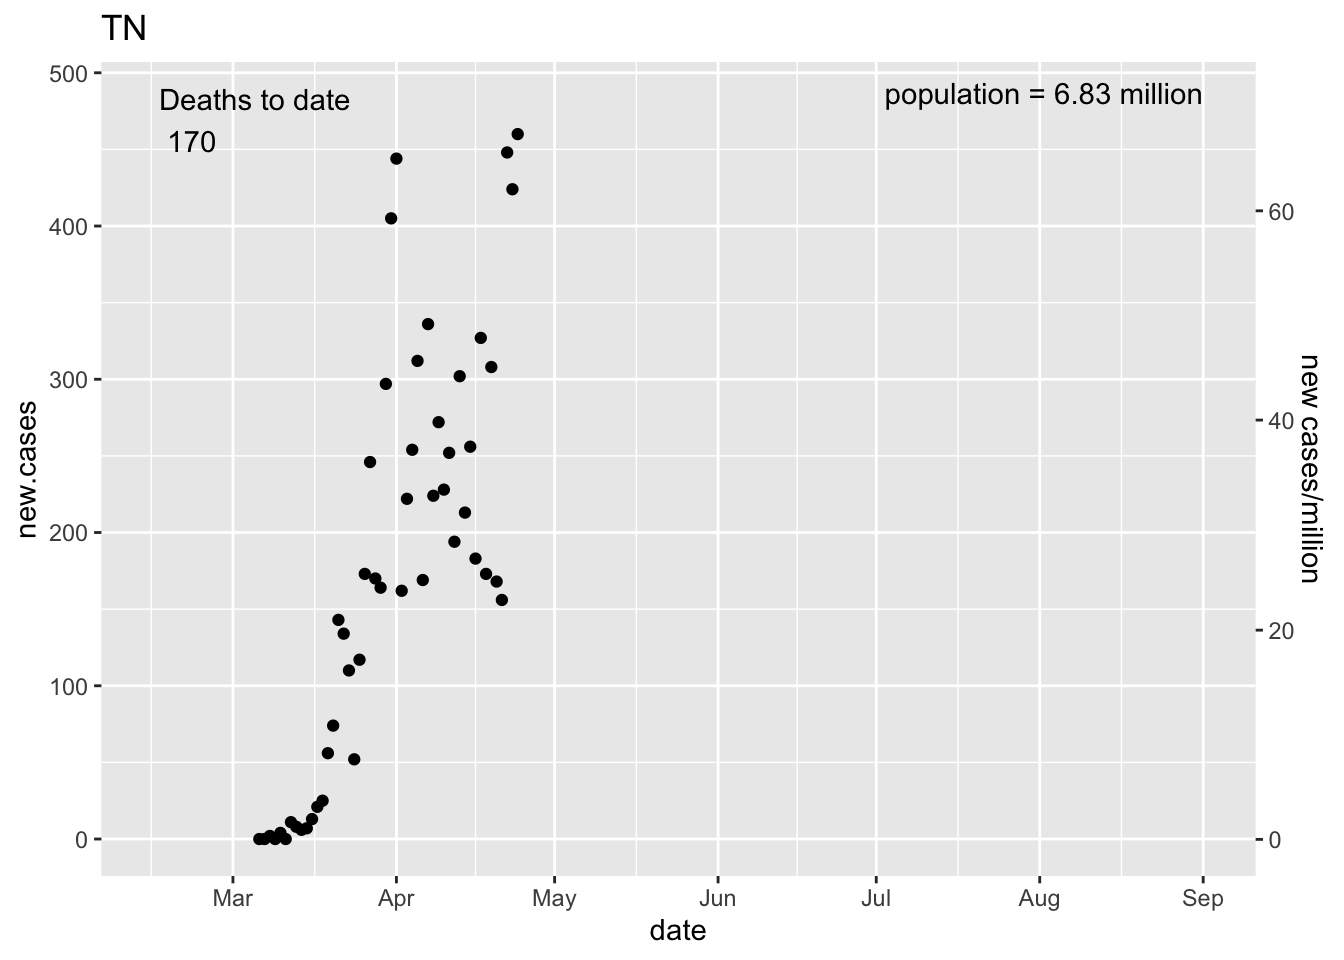 TN
Deaths to date
170
population = 6.83 million
500
400
300
200
100
0
new.cases
60
40
20
0
new cases/million
Mar Apr May Jun Jul Aug Sep
date